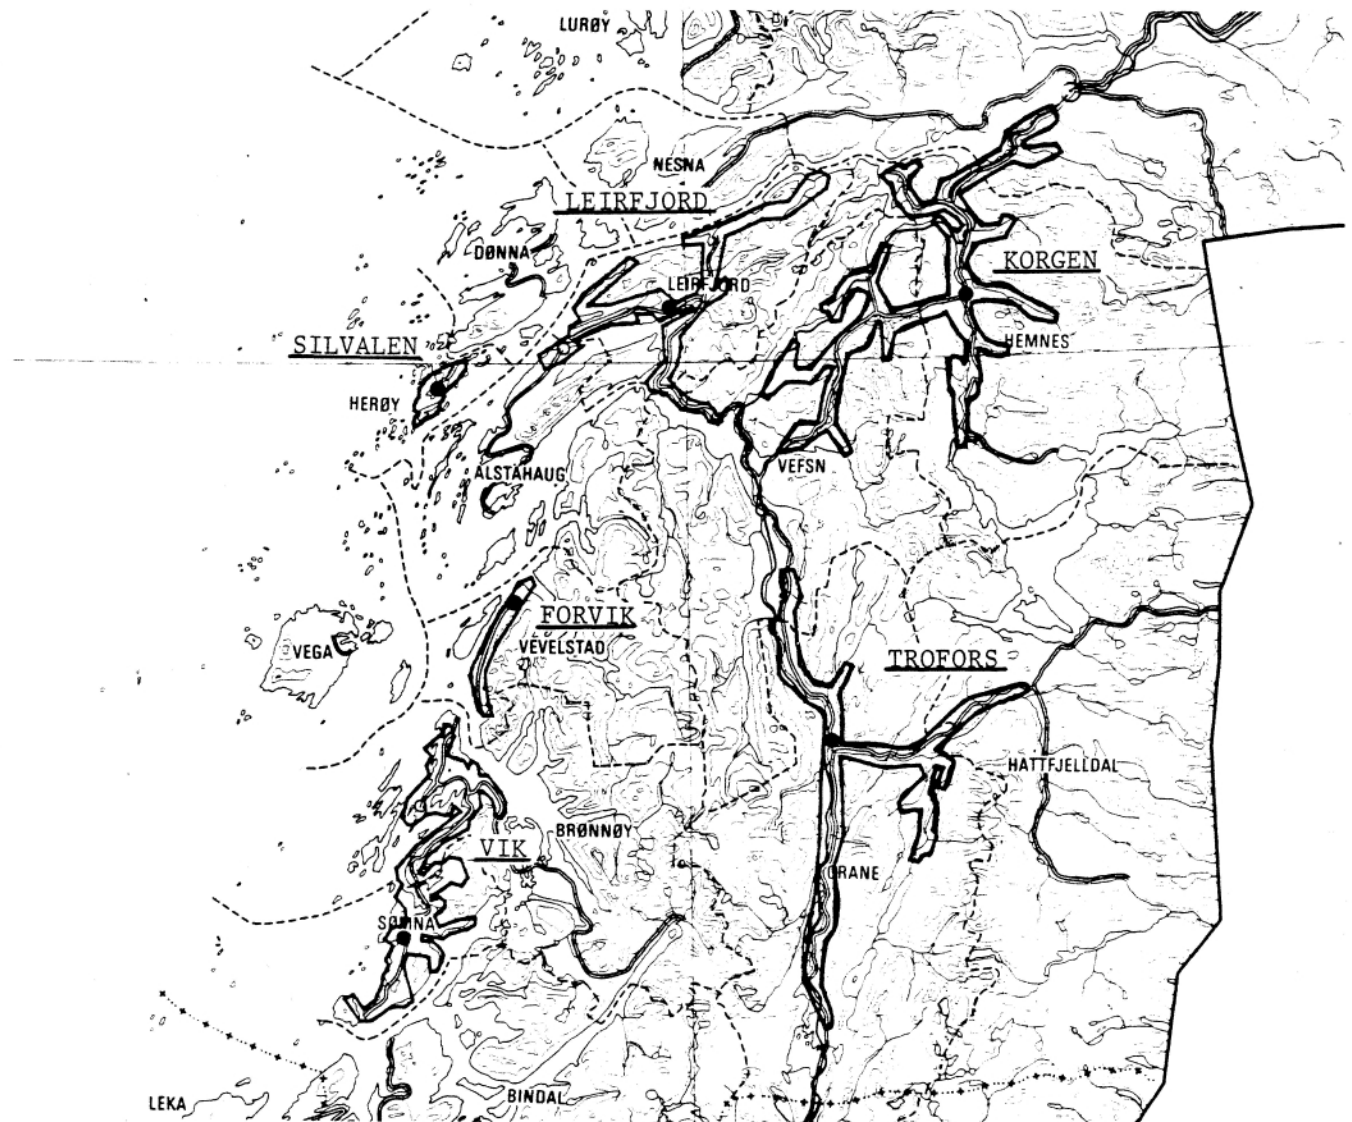 LURØY
NESNA
LEIRFJORD
DØNNA
KORGEN
LEIRFJORD
SILVALEN
HEMNES
HERØY
VEFSN
ALSTAHAUG
FORVIK
VEVELSTAD
VEGA
TROFORS
HATTFJELLDAL
BRØNNØY
VIK
GRANE
SØMNA
BINDAL
LEKA